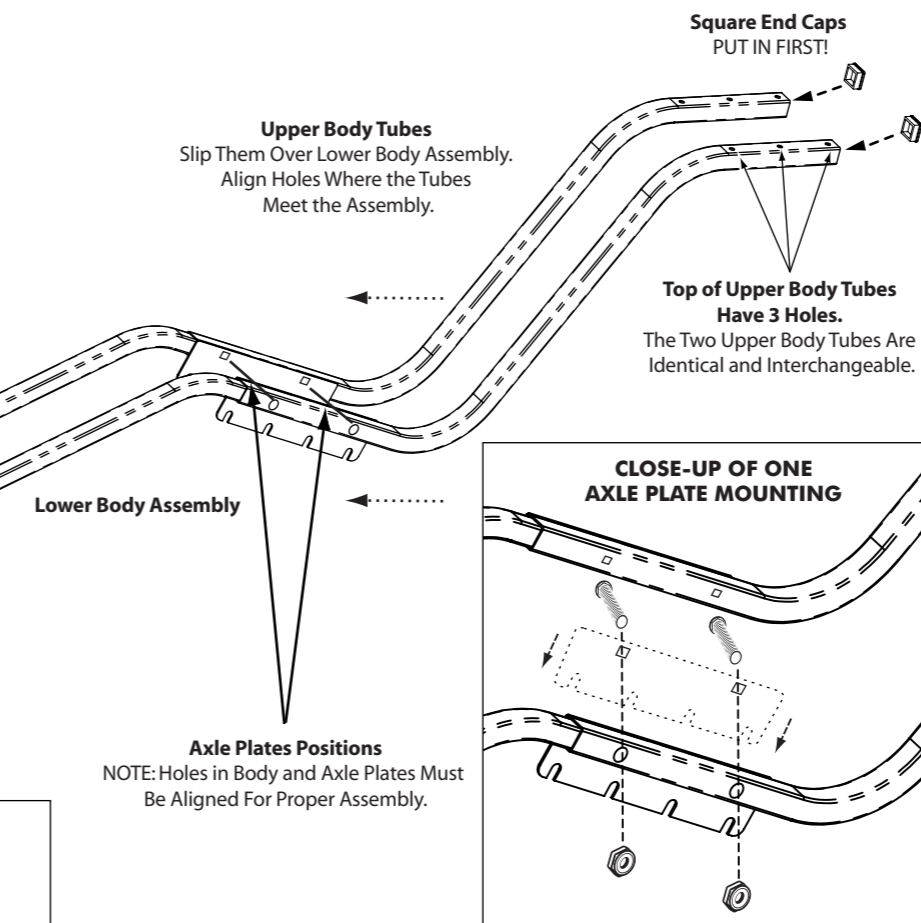 Square End Caps
PUT IN FIRST!
Upper Body Tubes
Slip Them Over Lower Body Assembly.
Align Holes Where the Tubes
Meet the Assembly.
Top of Upper Body Tubes
Have 3 Holes.
The Two Upper Body Tubes Are
Identical and Interchangeable.
Lower Body Assembly
CLOSE-UP OF ONE
AXLE PLATE MOUNTING
Axle Plates Positions
NOTE: Holes in Body and Axle Plates Must
Be Aligned For Proper Assembly.